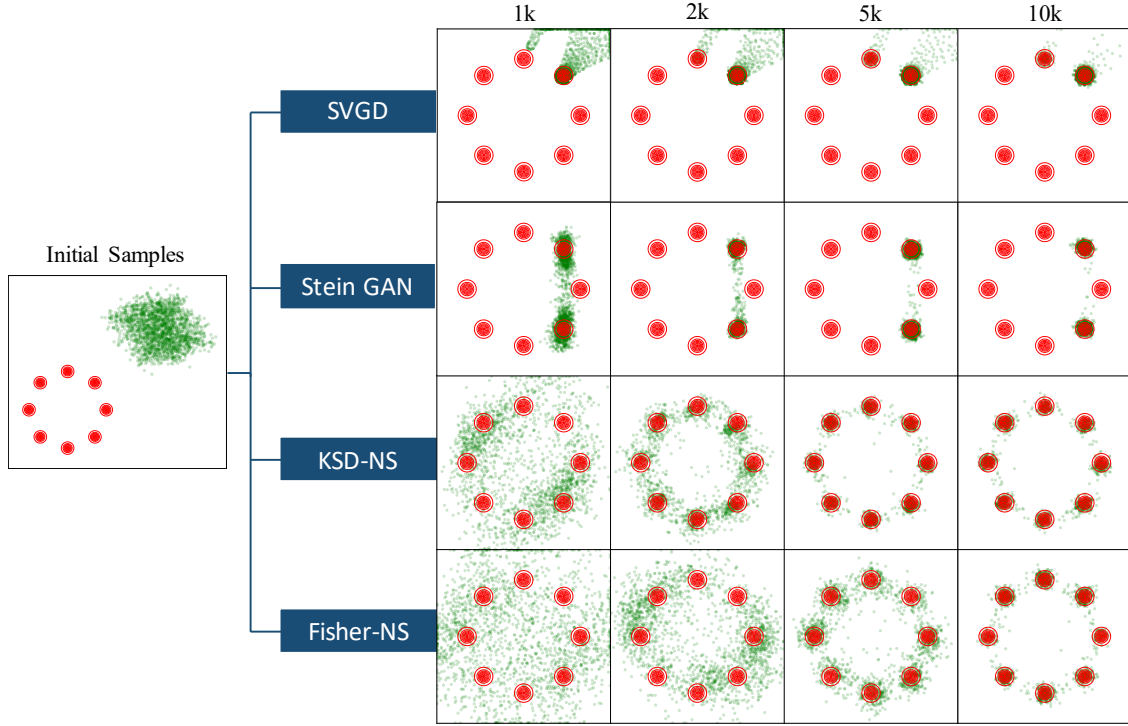 1k 2k 5k 10k
SVGD
Stein GAN
Initial Samples
KSD-NS
Fisher-NS